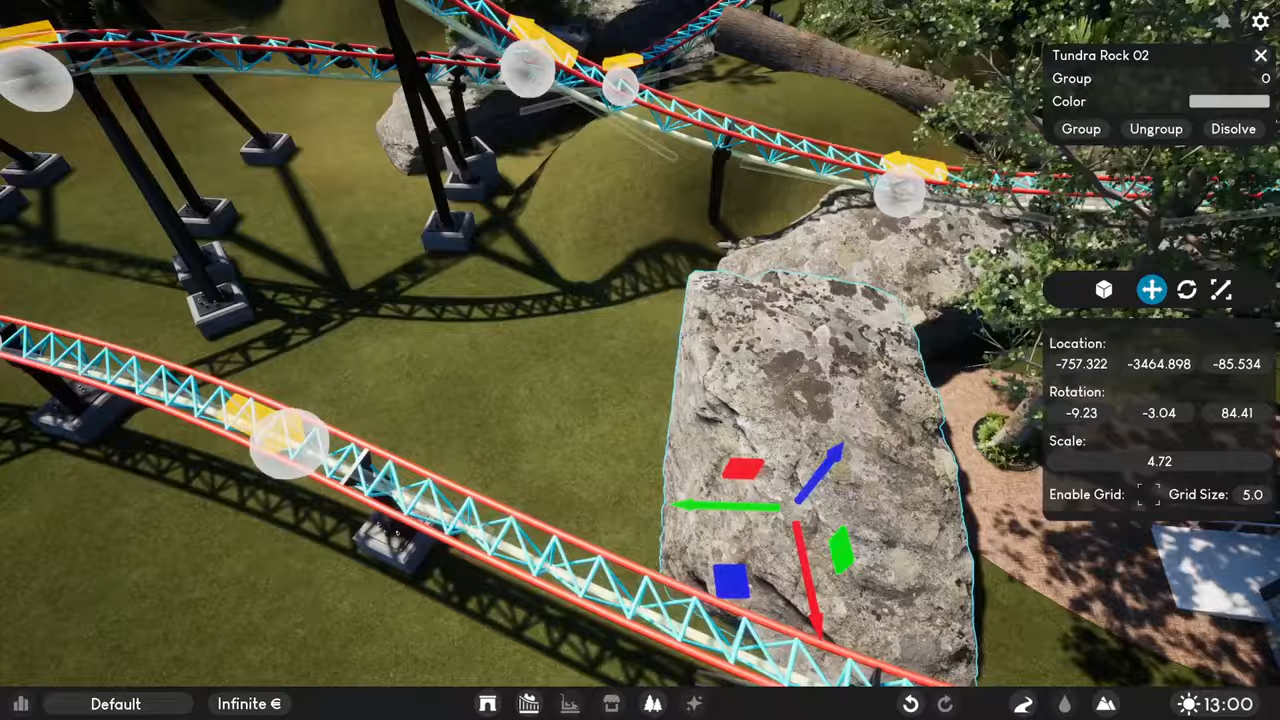 Tundra Rock 02
Group 0
Color
Group Ungroup Dissolve
Location:
-757.322 -3464.898 -85.534
Rotation:
-9.23 -3.04 84.41
Scale:
4.72
Enable Grid: Grid Size: 5.0
Default Infinite € 13:00